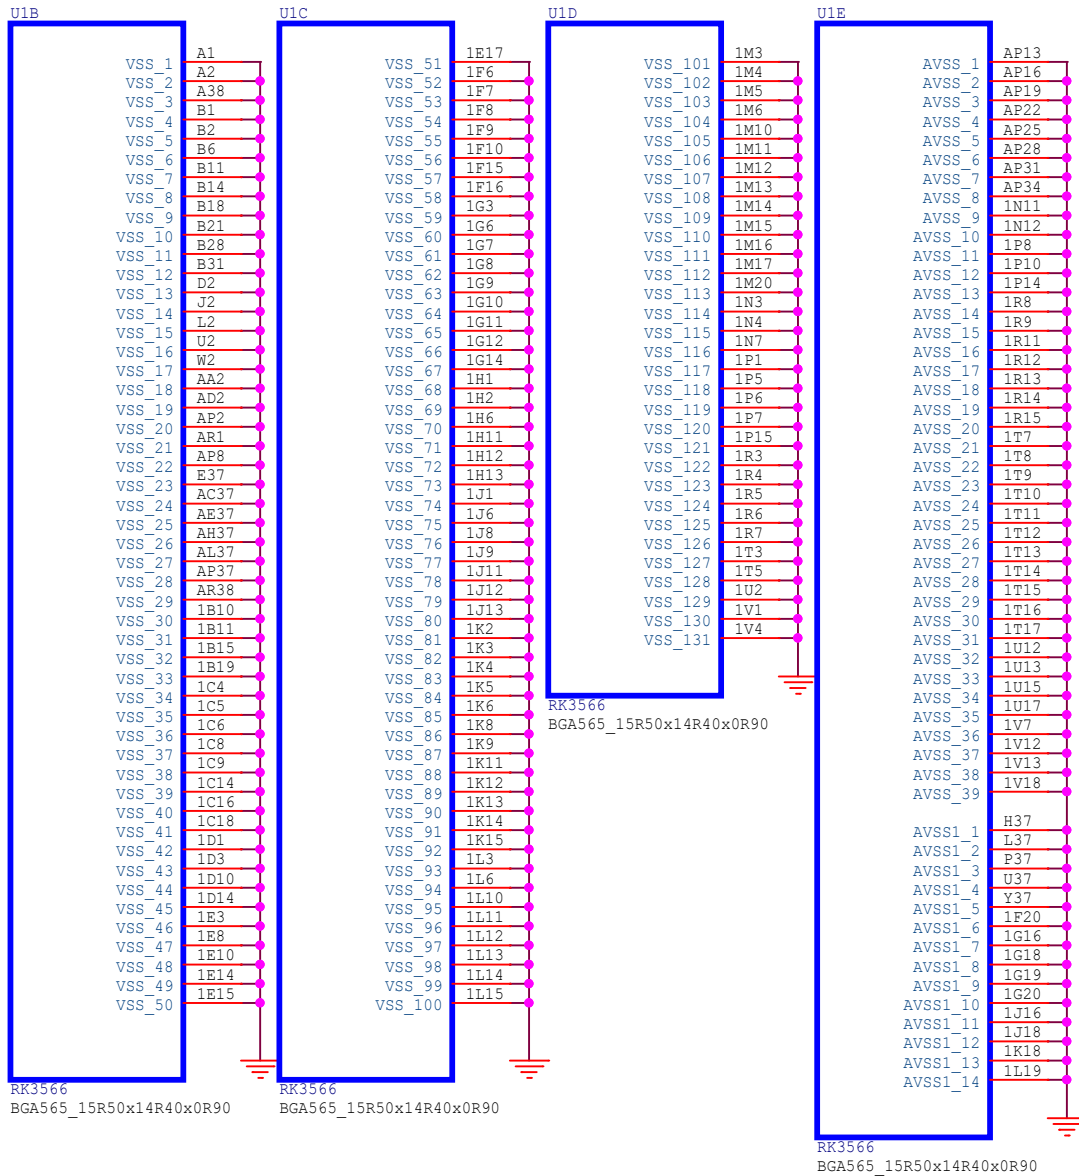 U1B
VSS_1 A1
VSS_2 A2
VSS_3 A38
VSS_4 B1
VSS_5 B2
VSS_6 B6
VSS_7 B11
VSS_8 B14
VSS_9 B18
VSS_10 B21
VSS_11 B28
VSS_12 B31
VSS_13 D2
VSS_14 J2
VSS_15 L2
VSS_16 U2
VSS_17 W2
VSS_18 AA2
VSS_19 AD2
VSS_20 AP2
VSS_21 AR1
VSS_22 AP8
VSS_23 E37
VSS_24 AC37
VSS_25 AE37
VSS_26 AH37
VSS_27 AL37
VSS_28 AP37
VSS_29 AR38
VSS_30 1B10
VSS_31 1B11
VSS_32 1B15
VSS_33 1B19
VSS_34 1C4
VSS_35 1C5
VSS_36 1C6
VSS_37 1C8
VSS_38 1C9
VSS_39 1C14
VSS_40 1C16
VSS_41 1C18
VSS_42 1D1
VSS_43 1D3
VSS_44 1D10
VSS_45 1D14
VSS_46 1E3
VSS_47 1E8
VSS_48 1E10
VSS_49 1E14
VSS_50 1E15
RK3566
BGA565_15R50x14R40x0R90
U1C
VSS_51 1E17
VSS_52 1F6
VSS_53 1F7
VSS_54 1F8
VSS_55 1F9
VSS_56 1F10
VSS_57 1F15
VSS_58 1F16
VSS_59 1G3
VSS_60 1G6
VSS_61 1G7
VSS_62 1G8
VSS_63 1G9
VSS_64 1G10
VSS_65 1G11
VSS_66 1G12
VSS_67 1G14
VSS_68 1H1
VSS_69 1H2
VSS_70 1H6
VSS_71 1H11
VSS_72 1H12
VSS_73 1H13
VSS_74 1J1
VSS_75 1J6
VSS_76 1J8
VSS_77 1J9
VSS_78 1J11
VSS_79 1J12
VSS_80 1J13
VSS_81 1K2
VSS_82 1K3
VSS_83 1K4
VSS_84 1K5
VSS_85 1K6
VSS_86 1K8
VSS_87 1K9
VSS_88 1K11
VSS_89 1K12
VSS_90 1K13
VSS_91 1K14
VSS_92 1K15
VSS_93 1L3
VSS_94 1L6
VSS_95 1L10
VSS_96 1L11
VSS_97 1L12
VSS_98 1L13
VSS_99 1L14
VSS_100 1L15
RK3566
BGA565_15R50x14R40x0R90
U1D
VSS_101 1M3
VSS_102 1M4
VSS_103 1M5
VSS_104 1M6
VSS_105 1M10
VSS_106 1M11
VSS_107 1M12
VSS_108 1M13
VSS_109 1M14
VSS_110 1M15
VSS_111 1M16
VSS_112 1M17
VSS_113 1M20
VSS_114 1N3
VSS_115 1N4
VSS_116 1N7
VSS_117 1P1
VSS_118 1P5
VSS_119 1P6
VSS_120 1P7
VSS_121 1P15
VSS_122 1R3
VSS_123 1R4
VSS_124 1R5
VSS_125 1R6
VSS_126 1R7
VSS_127 1T3
VSS_128 1T5
VSS_129 1U2
VSS_130 1V1
VSS_131 1V4
RK3566
BGA565_15R50x14R40x0R90
U1E
AVSS_1 AP13
AVSS_2 AP16
AVSS_3 AP19
AVSS_4 AP22
AVSS_5 AP25
AVSS_6 AP28
AVSS_7 AP31
AVSS_8 AP34
AVSS_9 1N11
AVSS_10 1N12
AVSS_11 1P8
AVSS_12 1P10
AVSS_13 1P14
AVSS_14 1R8
AVSS_15 1R9
AVSS_16 1R11
AVSS_17 1R12
AVSS_18 1R13
AVSS_19 1R14
AVSS_20 1R15
AVSS_21 1T7
AVSS_22 1T8
AVSS_23 1T9
AVSS_24 1T10
AVSS_25 1T11
AVSS_26 1T12
AVSS_27 1T13
AVSS_28 1T14
AVSS_29 1T15
AVSS_30 1T16
AVSS_31 1T17
AVSS_32 1U12
AVSS_33 1U13
AVSS_34 1U15
AVSS_35 1U17
AVSS_36 1V7
AVSS_37 1V12
AVSS_38 1V13
AVSS_39 1V18
AVSS1_1 H37
AVSS1_2 L37
AVSS1_3 P37
AVSS1_4 U37
AVSS1_5 Y37
AVSS1_6 1F20
AVSS1_7 1G16
AVSS1_8 1G18
AVSS1_9 1G19
AVSS1_10 1G20
AVSS1_11 1J16
AVSS1_12 1J18
AVSS1_13 1K18
AVSS1_14 1L19
RK3566
BGA565_15R50x14R40x0R90